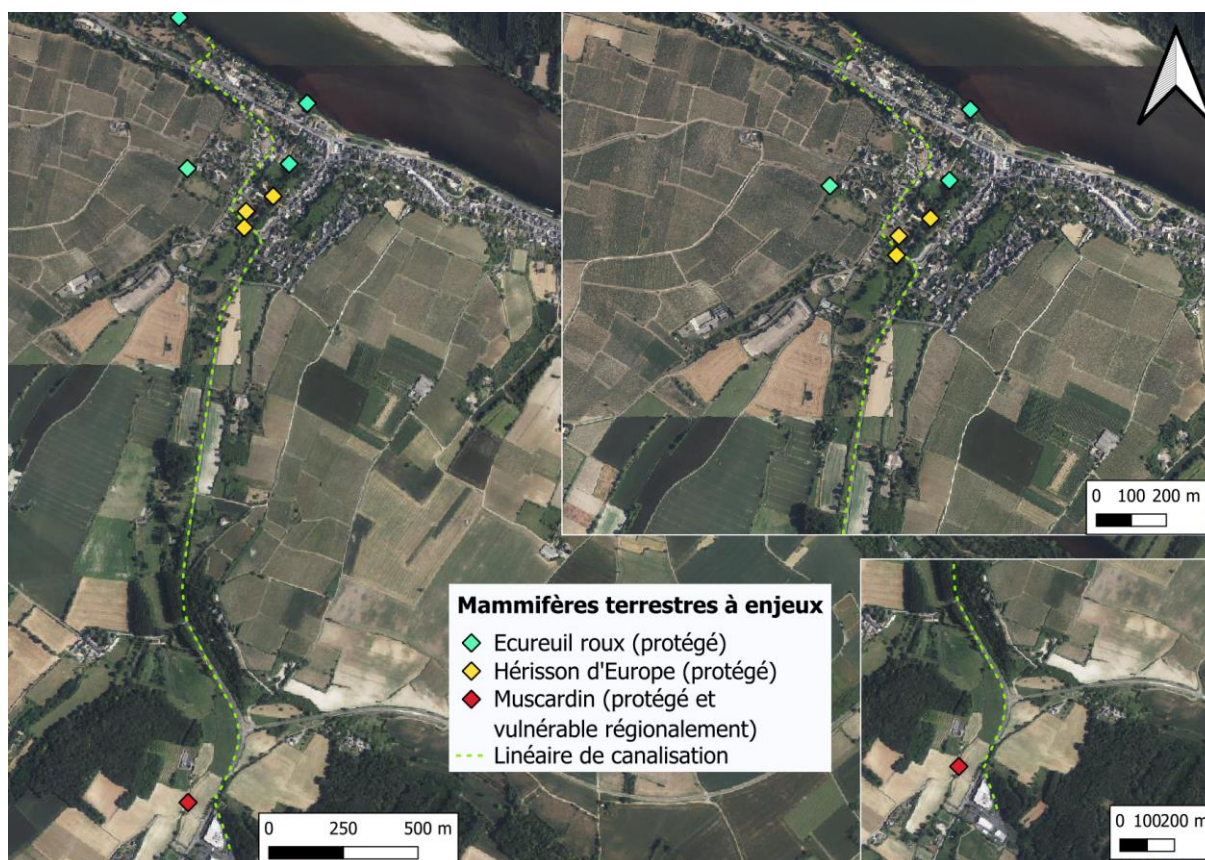 0 100 200 m
Mammifères terrestres à enjeux
Ecureuil roux (protégé)
Hérisson d'Europe (protégé)
Muscardin (protégé et
vulnérable régionalement)
Linéaire de canalisation
0 250 500 m
0 100200 m